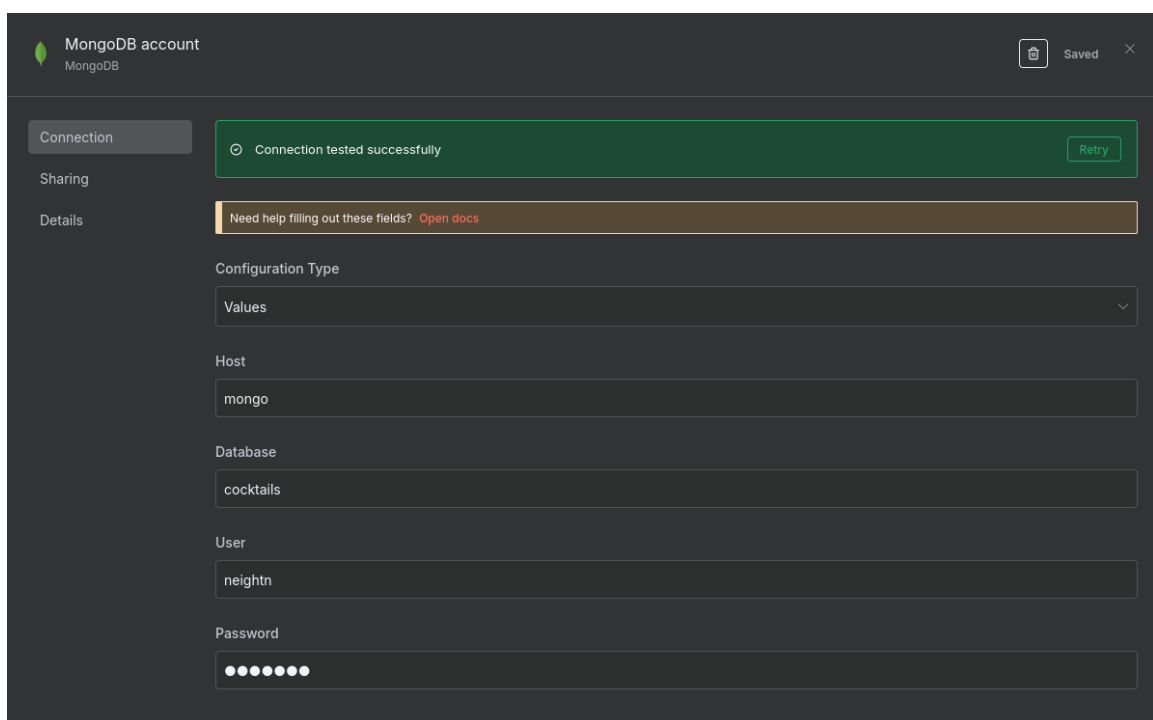 MongoDB account
MongoDB
Saved
Connection
Sharing
Details
Connection tested successfully
Retry
Need help filling out these fields? Open docs
Configuration Type
Values
Host
mongo
Database
cocktails
User
neightn
Password
●●●●●●●